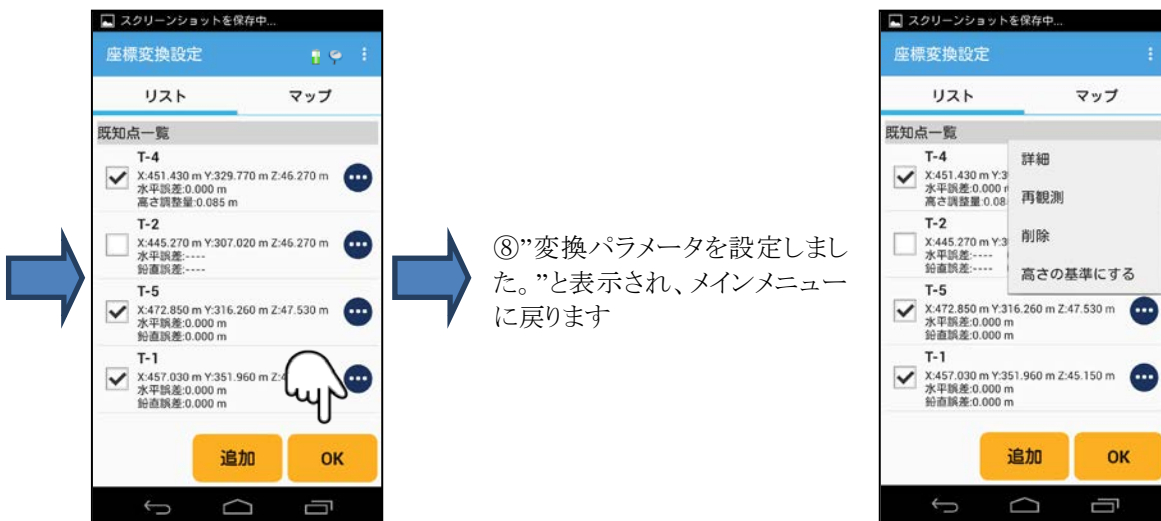 スクリーンショットを保存中...
座標変換設定
リスト マップ
既知点一覧
T-4
X:451.430 m Y:329.770 m Z:46.270 m
水平誤差:0.000 m
高さ調整量:0.085 m
T-2
X:445.270 m Y:307.020 m Z:46.270 m
水平誤差:----
鉛直誤差:----
T-5
X:472.850 m Y:316.260 m Z:47.530 m
水平誤差:0.000 m
鉛直誤差:0.000 m
T-1
X:457.030 m Y:351.960 m Z:4
水平誤差:0.000 m
鉛直誤差:0.000 m
追加 OK
⑧”変換パラメータを設定しまし
た。”と表示され、メインメニュー
に戻ります
スクリーンショットを保存中...
座標変換設定
リスト マップ
既知点一覧
T-4
X:451.430 m Y:3
水平誤差:0.000
高さ調整量:0.08
T-2
X:445.270 m Y:3
水平誤差:----
鉛直誤差:----
詳細
再観測
削除
高さの基準にする
T-5
X:472.850 m Y:316.260 m Z:47.530 m
水平誤差:0.000 m
鉛直誤差:0.000 m
T-1
X:457.030 m Y:351.960 m Z:45.150 m
水平誤差:0.000 m
鉛直誤差:0.000 m
追加 OK